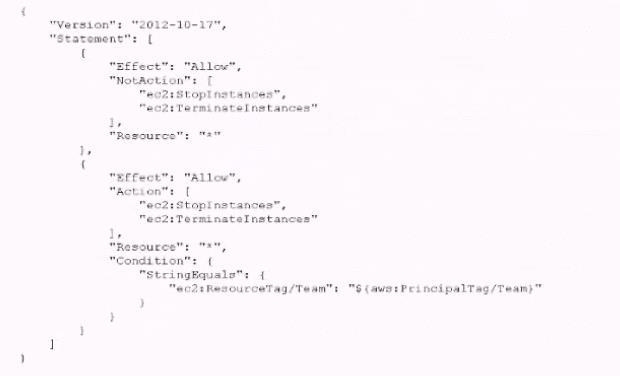 {
    "Version": "2012-10-17",
    "Statement": [
        {
            "Effect": "Allow",
            "NotAction": [
                "ec2:StopInstances",
                "ec2:TerminateInstances"
            ],
            "Resource": "*"
        },
        {
            "Effect": "Allow",
            "Action": [
                "ec2:StopInstances",
                "ec2:TerminateInstances"
            ],
            "Resource": "*",
            "Condition": {
                "StringEquals": {
                    "ec2:ResourceTag/Team": "${aws:PrincipalTag/Team}"
                }
            }
        }
    ]
}